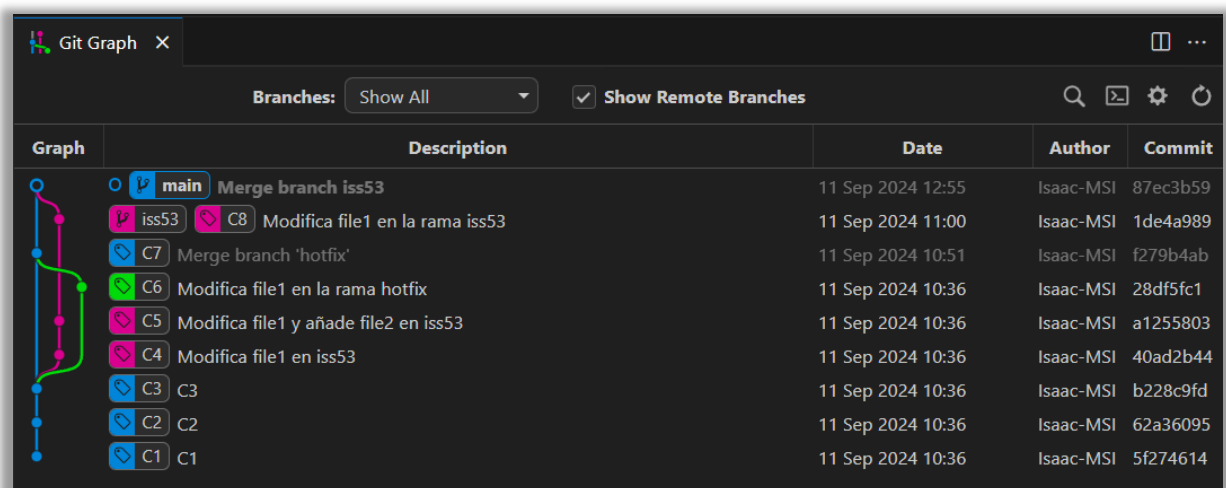 Git Graph
Branches: Show All Show Remote Branches
Graph Description Date Author Commit
main Merge branch iss53 11 Sep 2024 12:55 Isaac-MSI 87ec3b59
iss53 C8 Modifica file1 en la rama iss53 11 Sep 2024 11:00 Isaac-MSI 1de4a989
C7 Merge branch 'hotfix' 11 Sep 2024 10:51 Isaac-MSI f279b4ab
C6 Modifica file1 en la rama hotfix 11 Sep 2024 10:36 Isaac-MSI 28df5fc1
C5 Modifica file1 y añade file2 en iss53 11 Sep 2024 10:36 Isaac-MSI a1255803
C4 Modifica file1 en iss53 11 Sep 2024 10:36 Isaac-MSI 40ad2b44
C3 C3 11 Sep 2024 10:36 Isaac-MSI b228c9fd
C2 C2 11 Sep 2024 10:36 Isaac-MSI 62a36095
C1 C1 11 Sep 2024 10:36 Isaac-MSI 5f274614